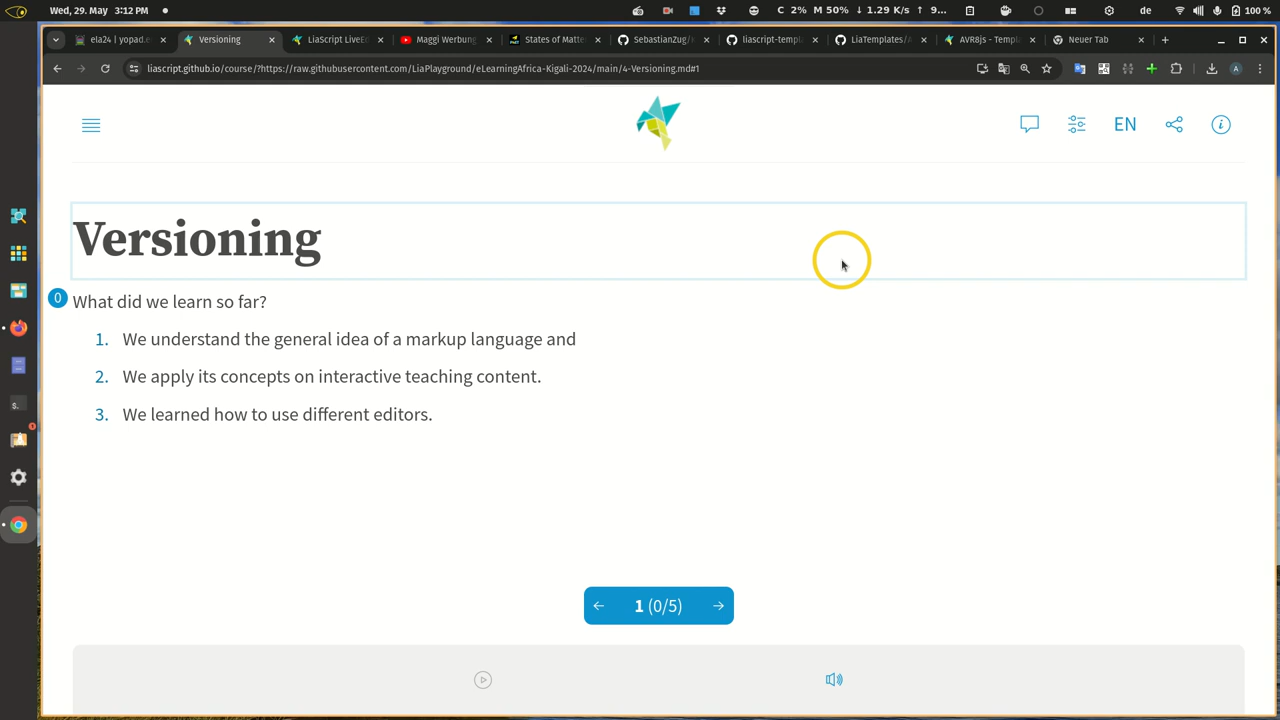 Wed, 29. May 3:12 PM
C 2% M 50% ↓ 1.29 K/s ↑ 9...
de
100 %
ela24 | yopad.e
Versioning
LiaScript LiveEd
Maggi Werbung
States of Matte
SebastianZug/
liascript-templa
LiaTemplates/A
AVR8js - Templ
Neuer Tab
liascript.github.io/course/?https://raw.githubusercontent.com/LiaPlayground/eLearningAfrica-Kigali-2024/main/4-Versioning.md#1
A
EN
Versioning
0 What did we learn so far?
1. We understand the general idea of a markup language and
2. We apply its concepts on interactive teaching content.
3. We learned how to use different editors.
← 1 (0/5) →